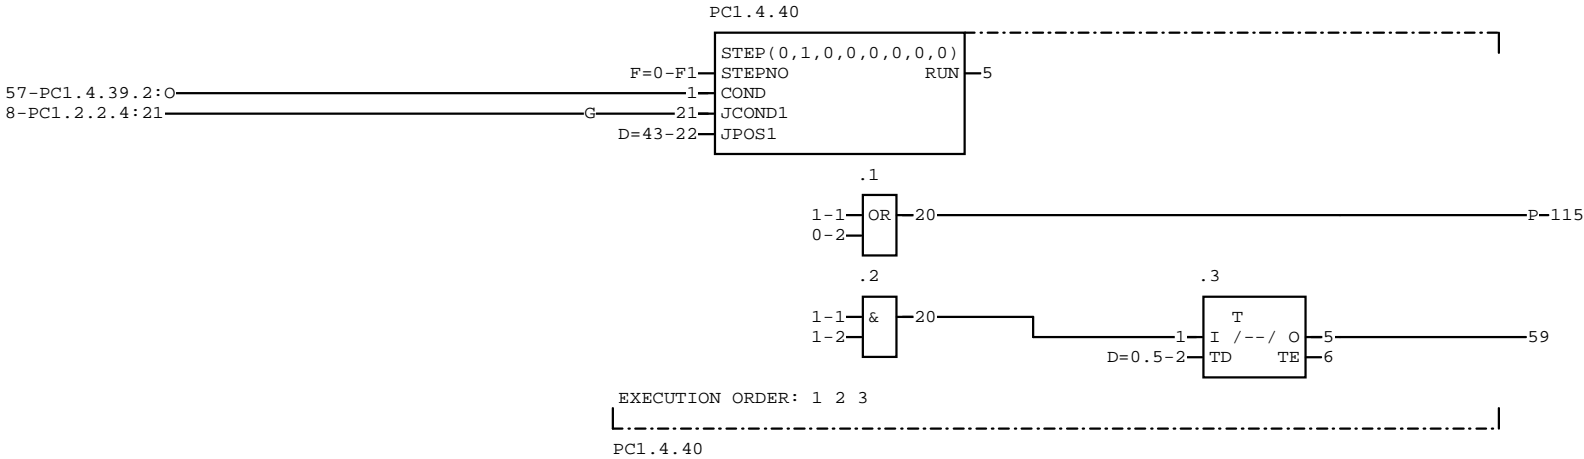 PC1.4.40
STEP(0,1,0,0,0,0,0,0)
F=0-F1 STEPNO RUN 5
57-PC1.4.39.2:O 1 COND
8-PC1.2.2.4:21 G 21 JCOND1
D=43-22 JPOS1
.1
1-1 OR 20 P 115
0-2
.2 .3
1-1 & 20 T
1-2 1 I /--/ O 5 59
D=0.5-2 TD TE 6
EXECUTION ORDER: 1 2 3
PC1.4.40